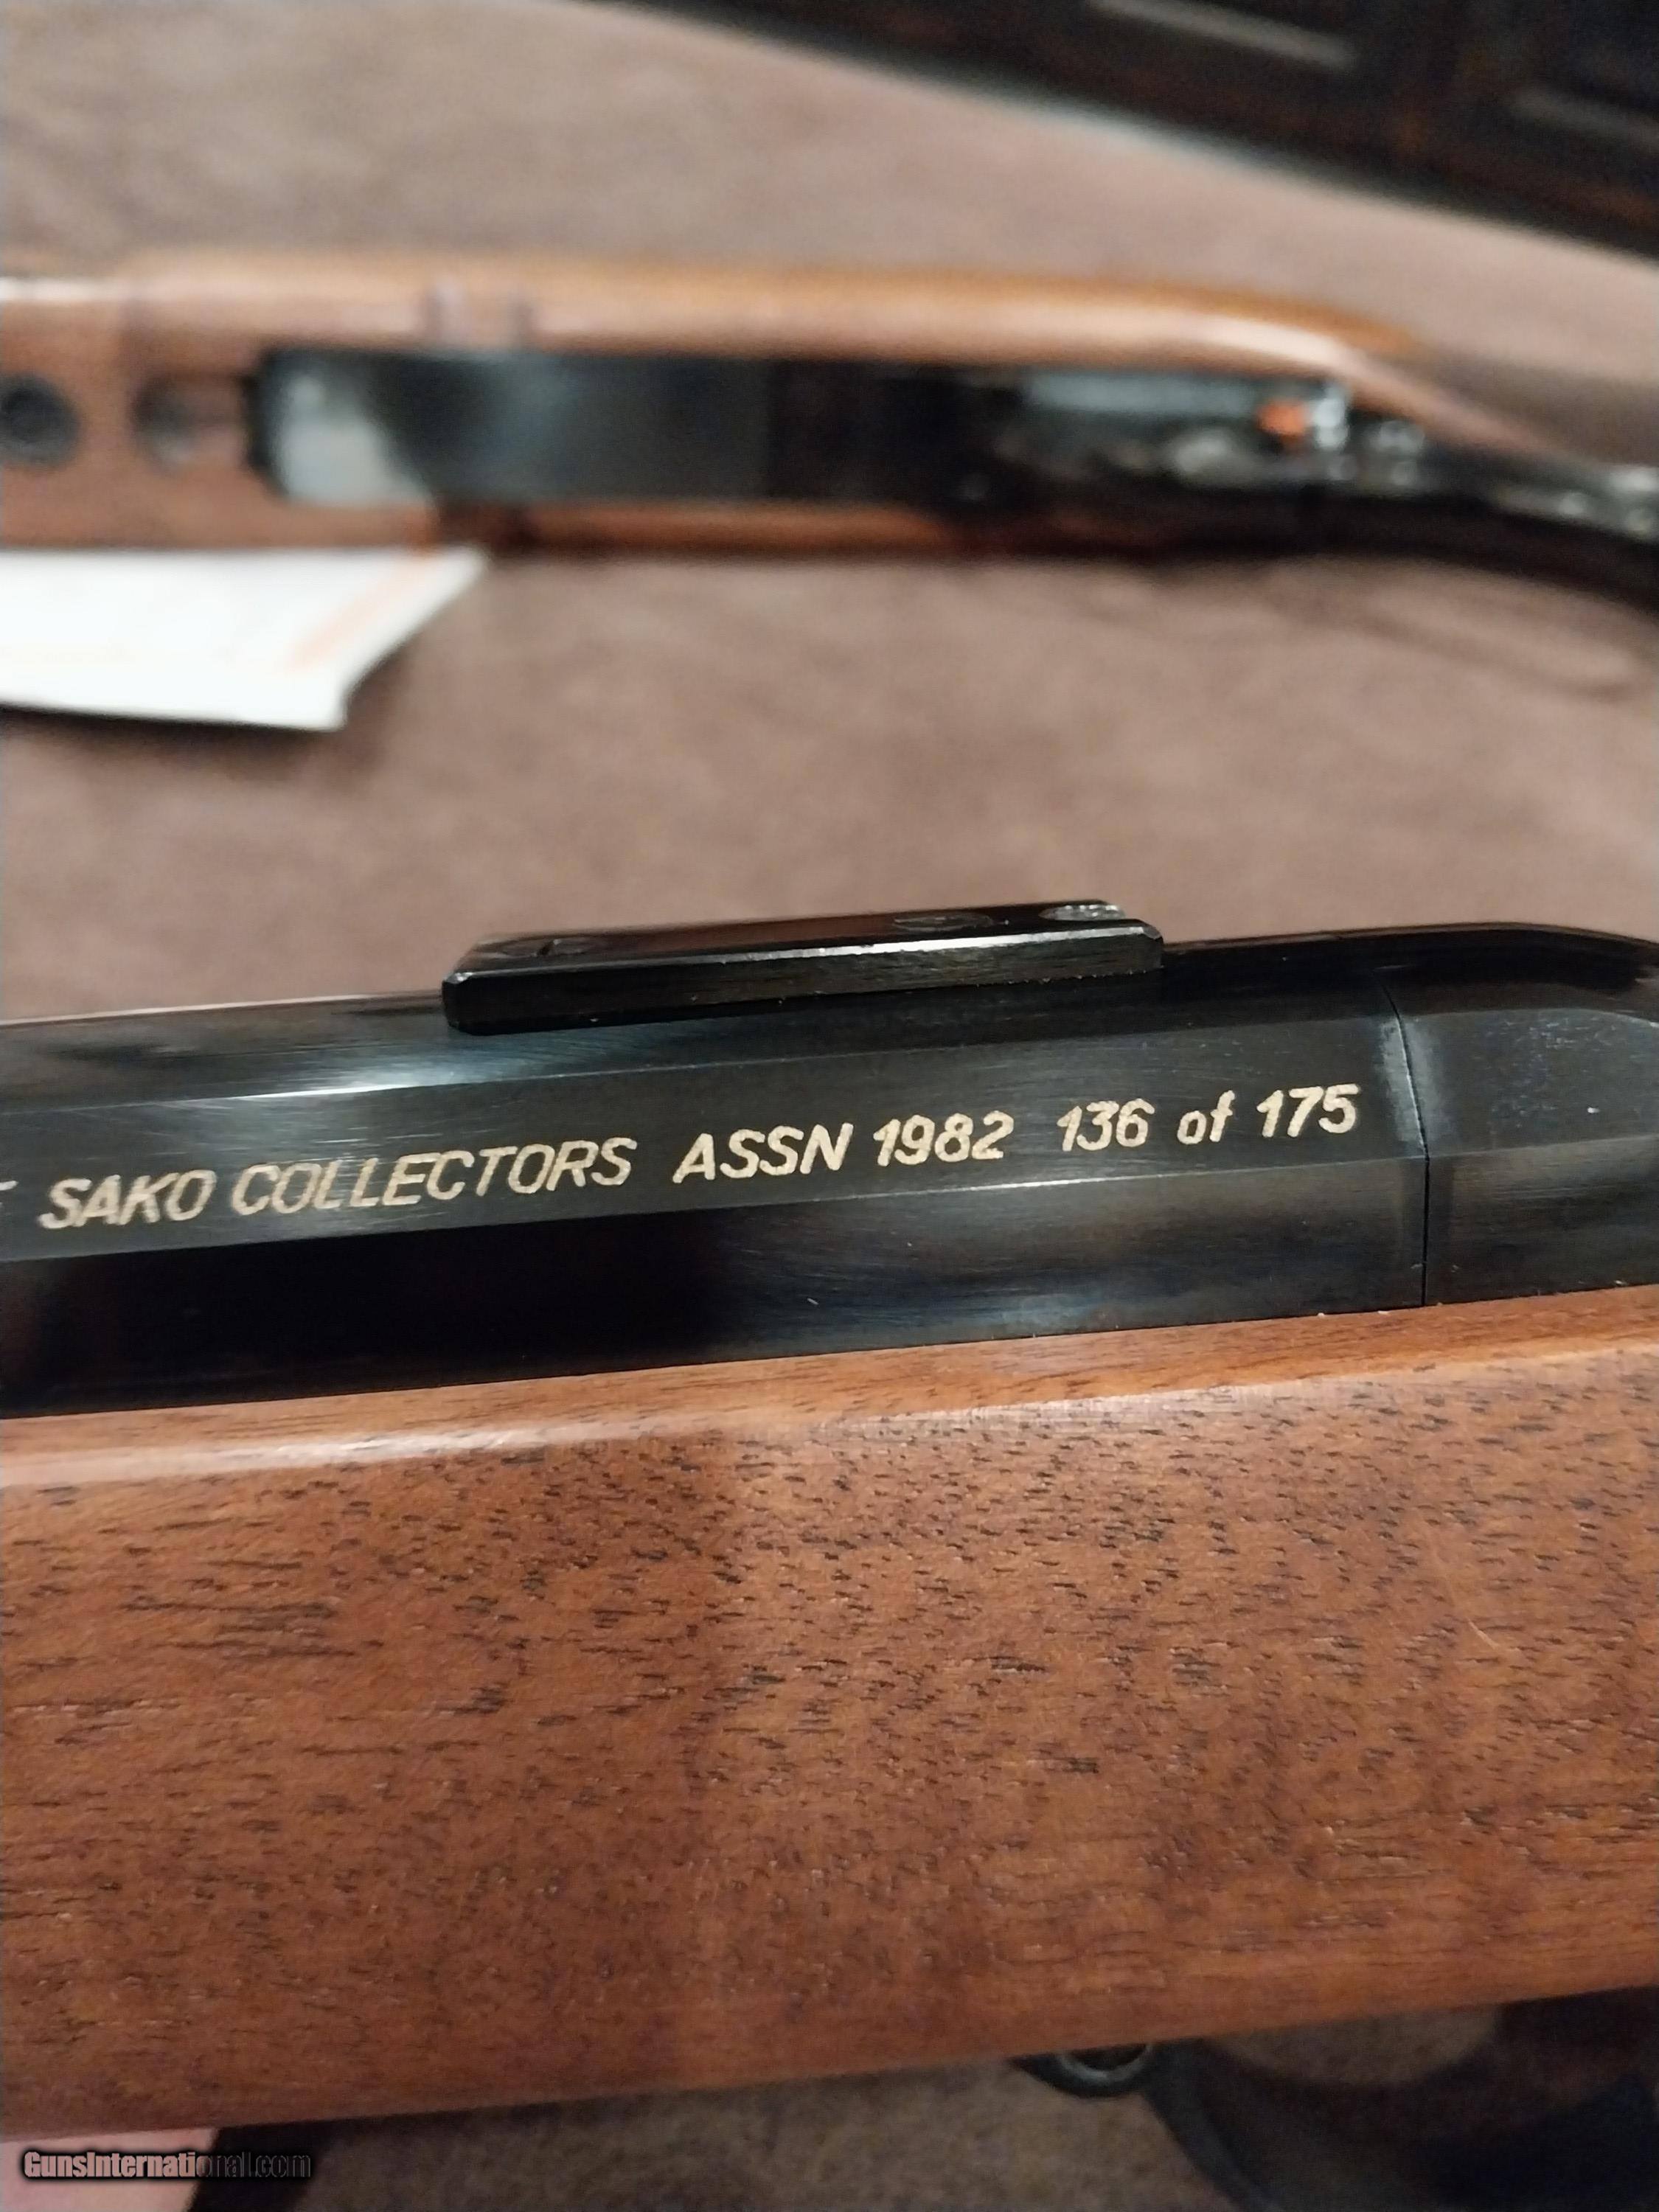 SAKO COLLECTORS ASSN 1982 136 of 175
GunsInternational.com